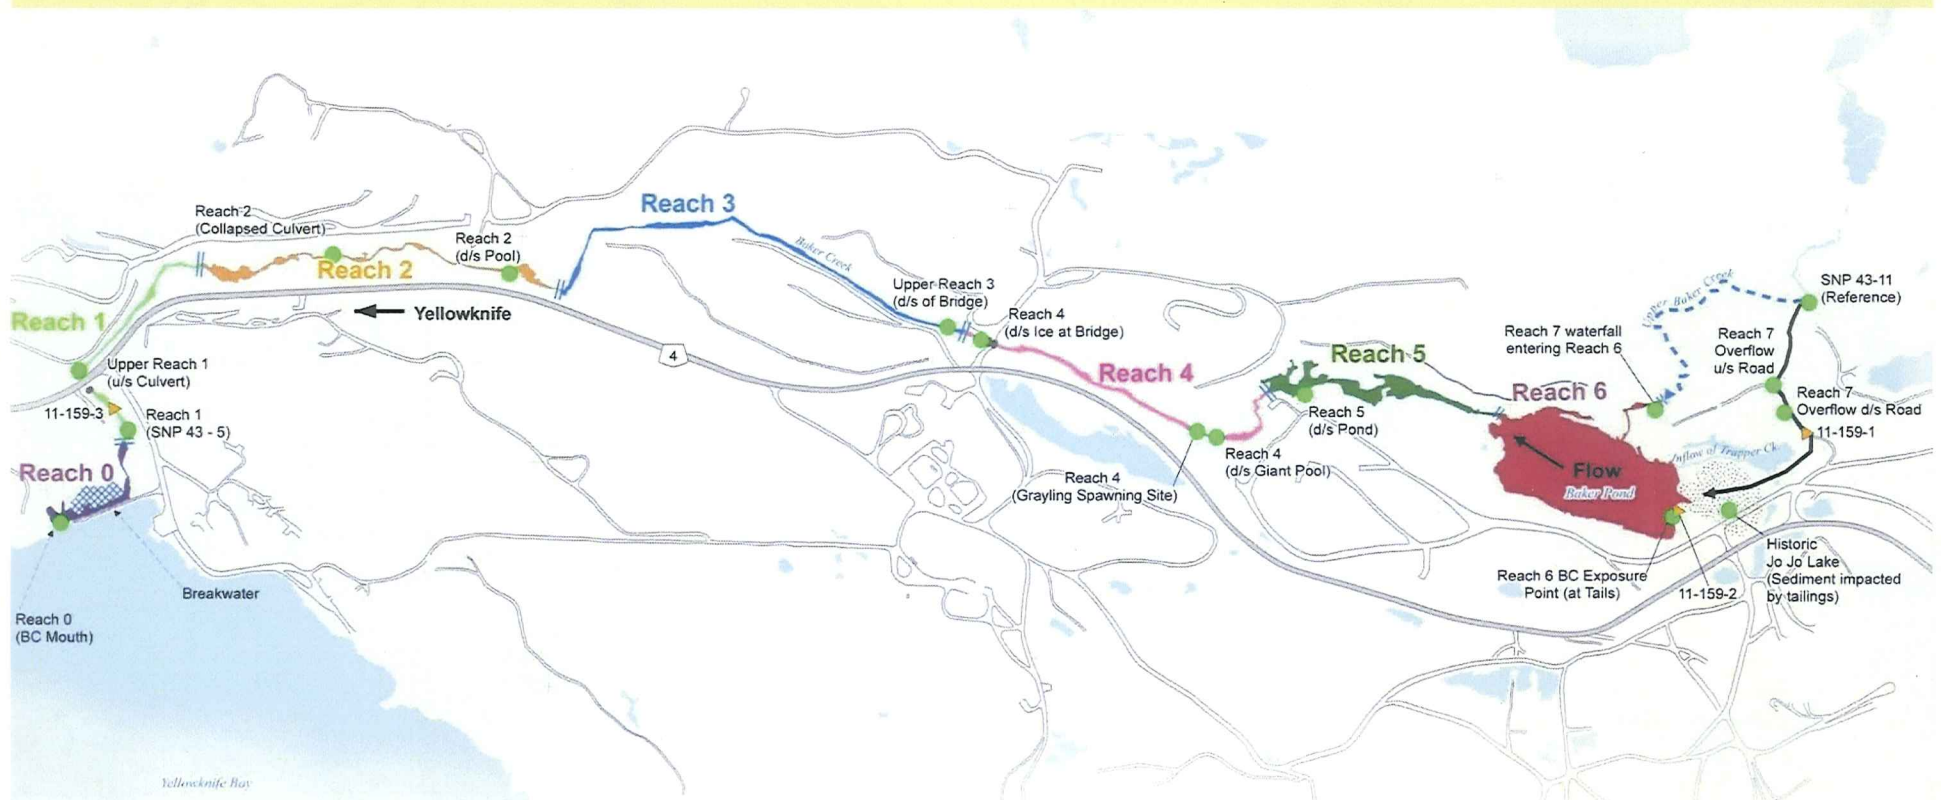 Reach 3
Reach 2
(Collapsed Culvert)
Reach 2
(d/s Pool)
Reach 2
Baker Creek
Upper Reach 3
(d/s of Bridge)
Reach 4
(d/s Ice at Bridge)
SNP 43-11
(Reference)
Upper Baker Creek
Reach 1
Yellowknife
4
Reach 7 waterfall
entering Reach 6
Reach 7
Overflow
u/s Road
Reach 5
Reach 4
Upper Reach 1
(u/s Culvert)
Reach 6
11-159-3
Reach 1
(SNP 43 - 5)
Reach 5
(d/s Pond)
Reach 7
Overflow d/s Road
11-159-1
Inflow of Trapper Ck.
Reach 0
Reach 4
(d/s Giant Pool)
Reach 4
(Grayling Spawning Site)
Flow
Baker Pond
Breakwater
Reach 0
(BC Mouth)
Reach 6 BC Exposure
Point (at Tails)
11-159-2
Historic
Jo Jo Lake
(Sediment impacted
by tailings)
Yellowknife Bay